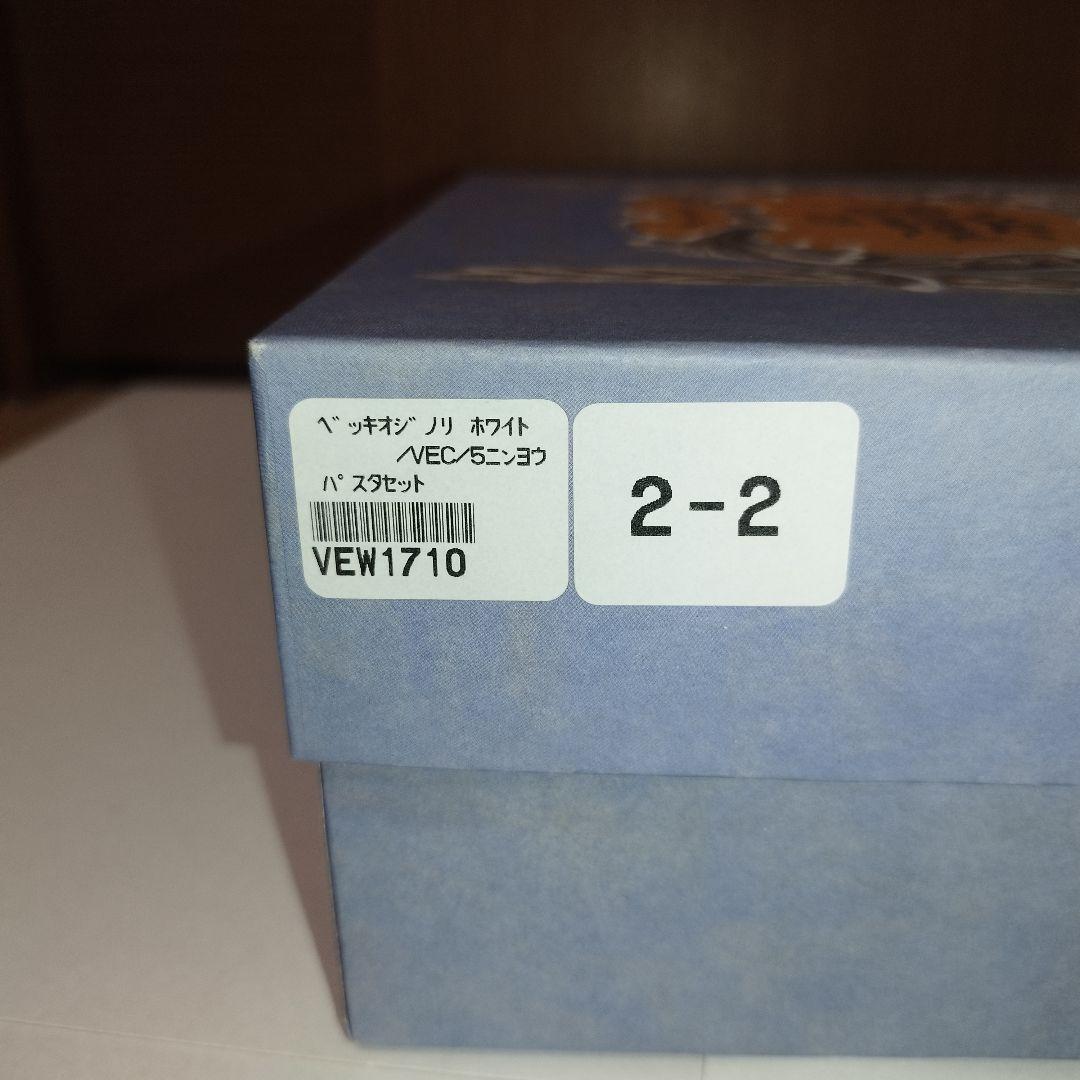 ﾍﾞｯｷｵｼﾞﾉﾘ ﾎﾜｲﾄ
/VEC/5ﾆﾝﾖｳ
ﾊﾟｽﾀｾｯﾄ
VEW1710
2-2